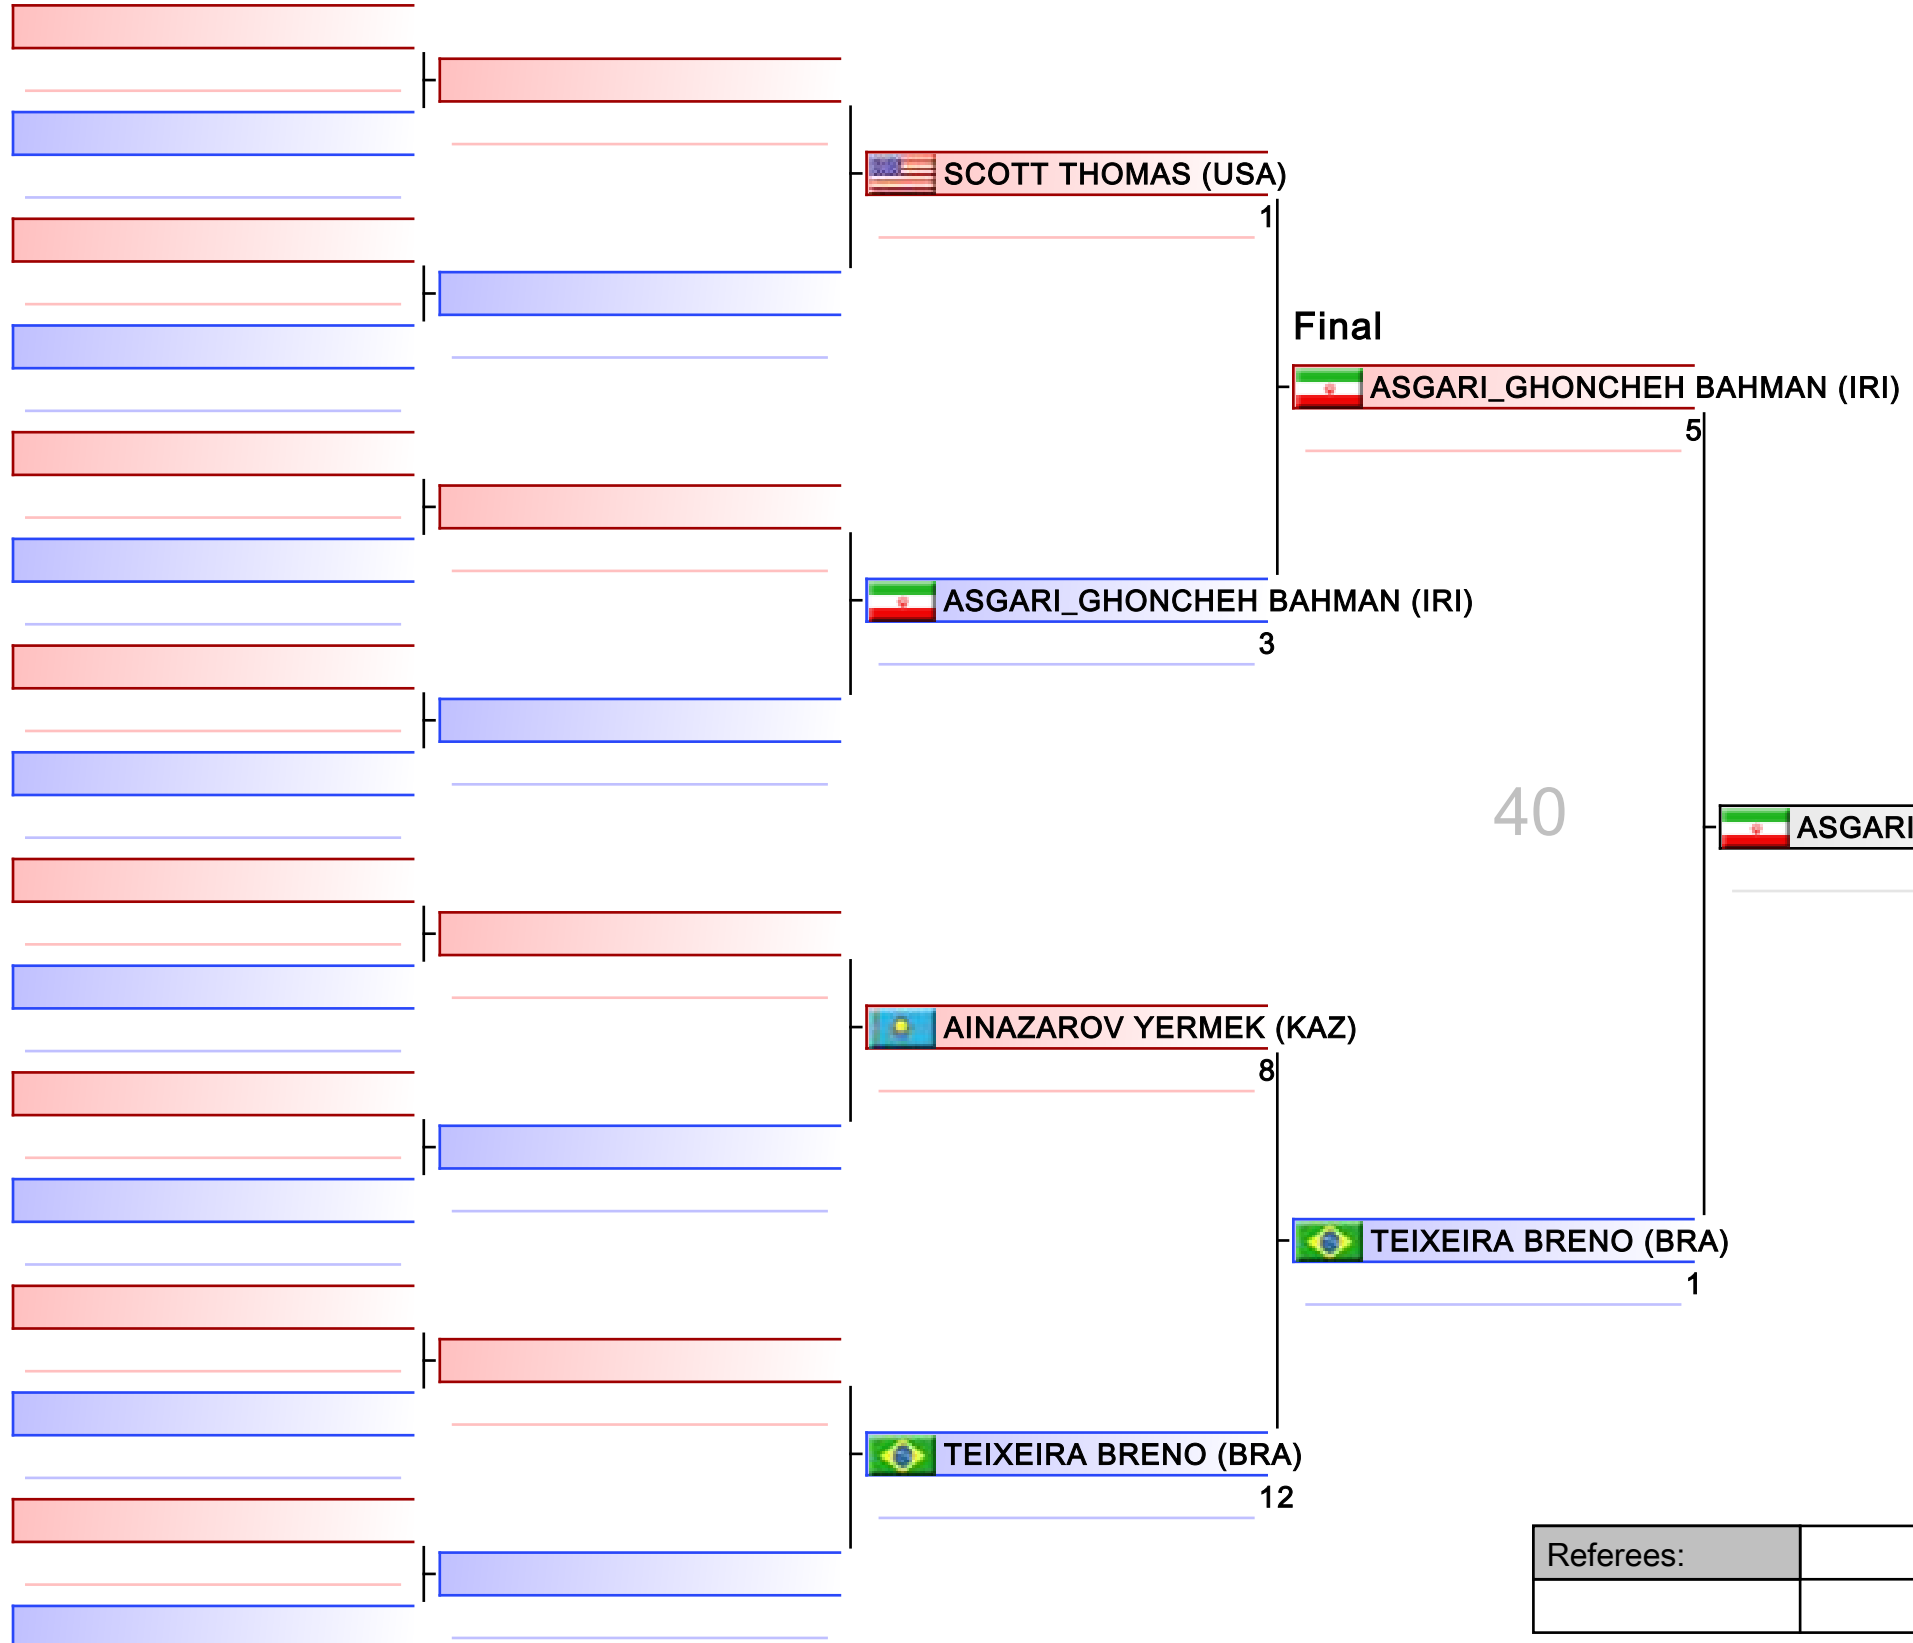 SCOTT THOMAS (USA)
1
Final
ASGARI_GHONCHEH BAHMAN (IRI)
5
ASGARI_GHONCHEH BAHMAN (IRI)
3
40
ASGARI
AINAZAROV YERMEK (KAZ)
8
TEIXEIRA BRENO (BRA)
1
TEIXEIRA BRENO (BRA)
12
Referees: